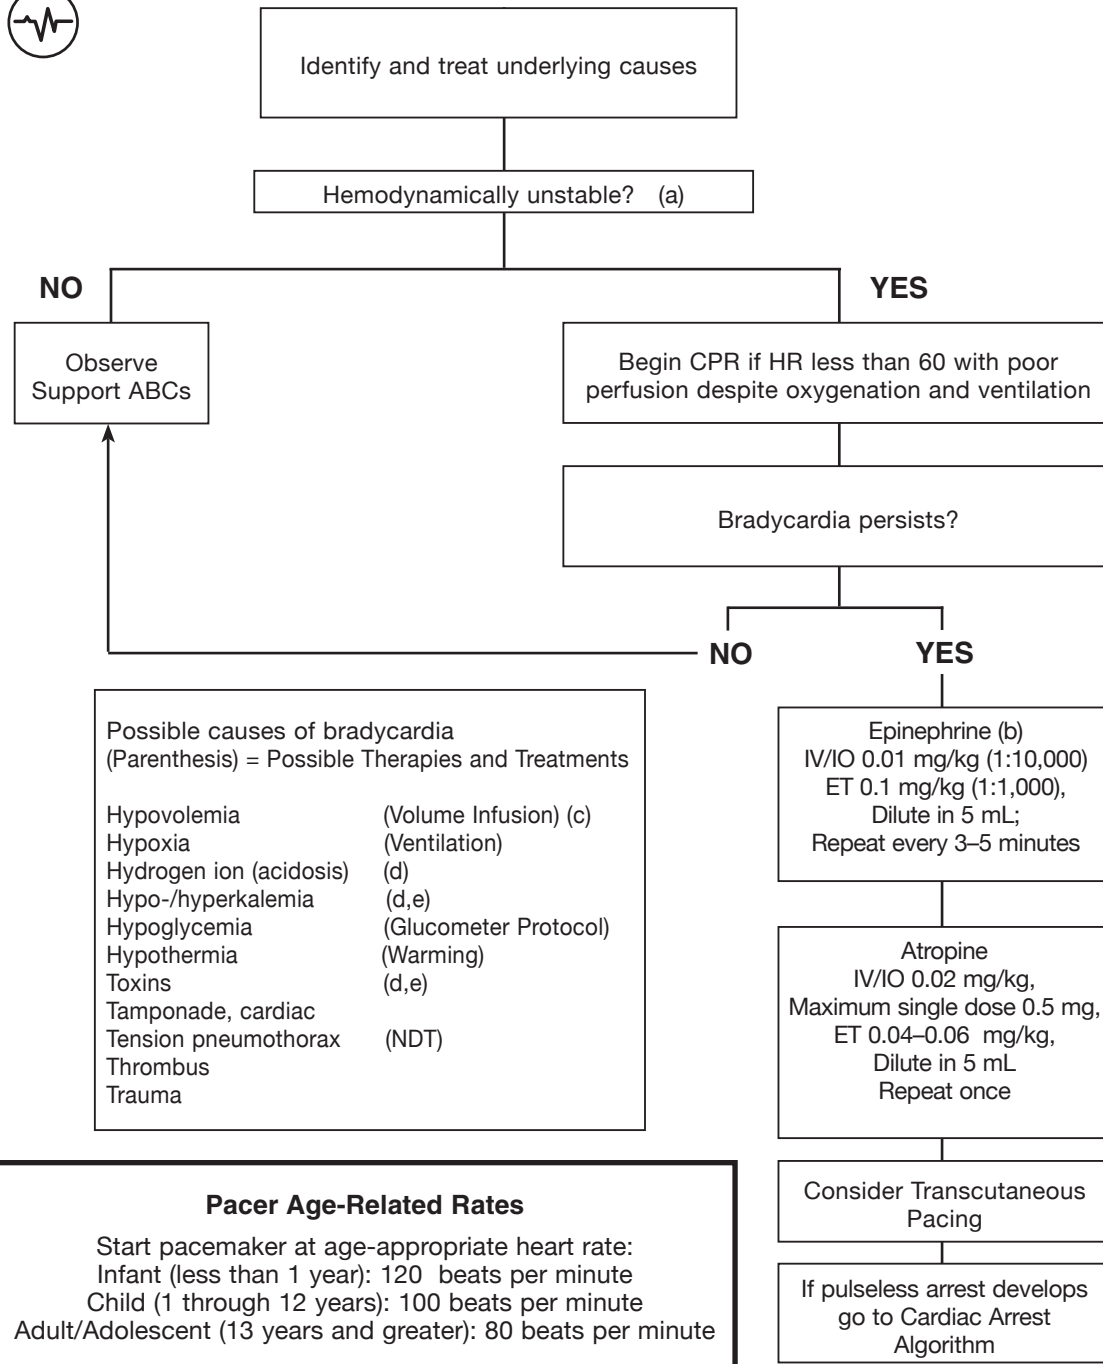 Identify and treat underlying causes
Hemodynamically unstable? (a)
NO
YES
Observe
Support ABCs
Begin CPR if HR less than 60 with poor
perfusion despite oxygenation and ventilation
Bradycardia persists?
NO
YES
Possible causes of bradycardia
(Parenthesis) = Possible Therapies and Treatments
Hypovolemia (Volume Infusion) (c)
Hypoxia (Ventilation)
Hydrogen ion (acidosis) (d)
Hypo-/hyperkalemia (d,e)
Hypoglycemia (Glucometer Protocol)
Hypothermia (Warming)
Toxins (d,e)
Tamponade, cardiac
Tension pneumothorax (NDT)
Thrombus
Trauma
Epinephrine (b)
IV/IO 0.01 mg/kg (1:10,000)
ET 0.1 mg/kg (1:1,000),
Dilute in 5 mL;
Repeat every 3–5 minutes
Atropine
IV/IO 0.02 mg/kg,
Maximum single dose 0.5 mg,
ET 0.04–0.06 mg/kg,
Dilute in 5 mL
Repeat once
Consider Transcutaneous
Pacing
If pulseless arrest develops
go to Cardiac Arrest
Algorithm
Pacer Age-Related Rates
Start pacemaker at age-appropriate heart rate:
Infant (less than 1 year): 120 beats per minute
Child (1 through 12 years): 100 beats per minute
Adult/Adolescent (13 years and greater): 80 beats per minute